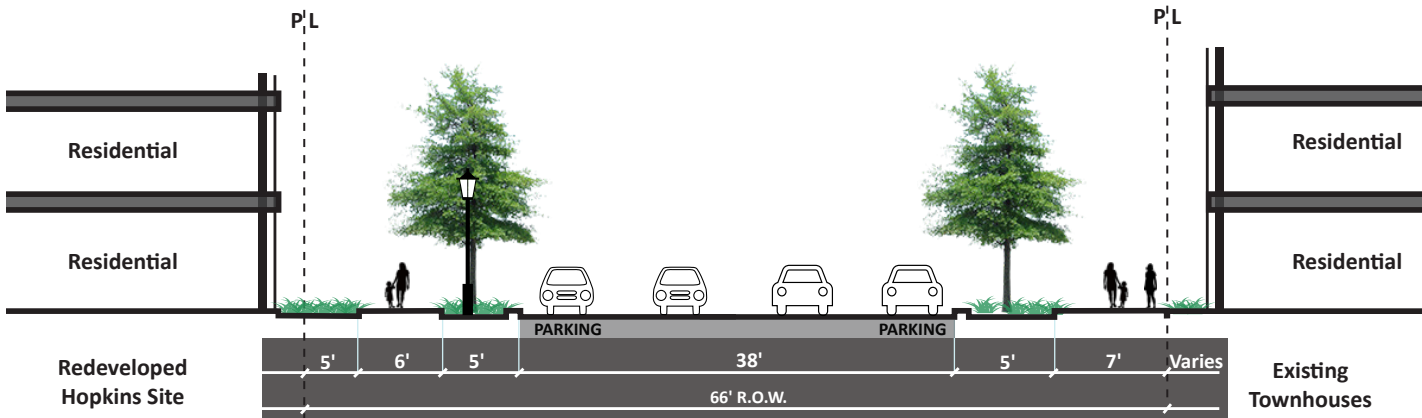 P L
P L
Residential
Residential
Residential
Residential
PARKING
PARKING
5'
6'
5'
38'
5'
7'
Varies
66' R.O.W.
Redeveloped
Hopkins Site
Existing
Townhouses